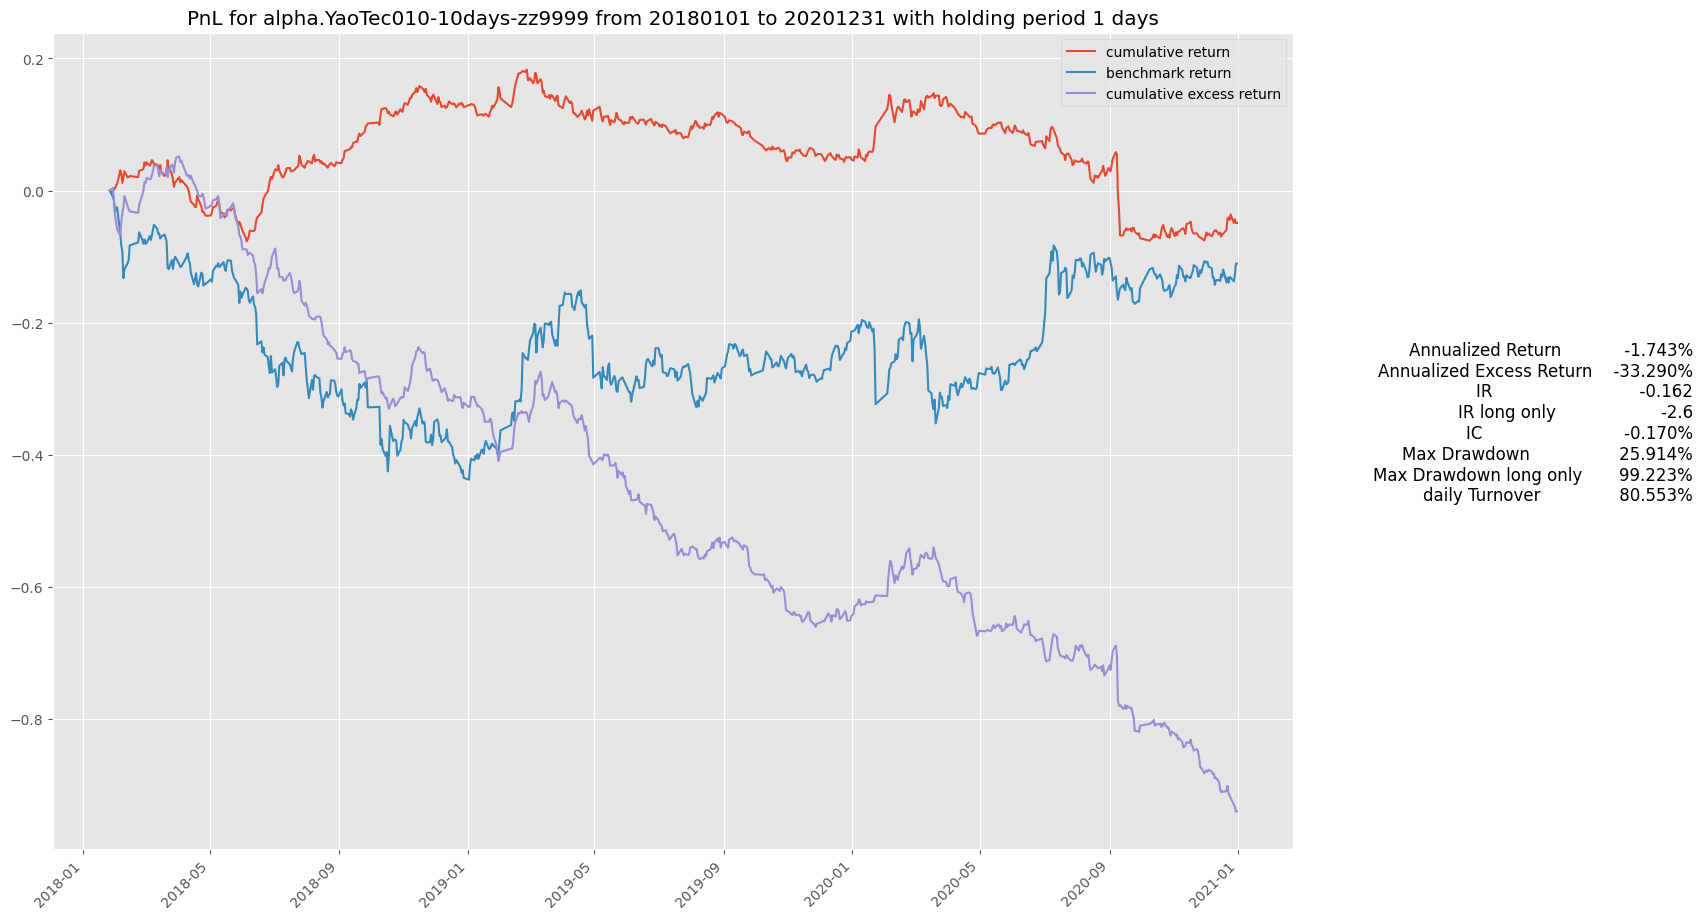 PnL for alpha.YaoTec010-10days-zz9999 from 20180101 to 20201231 with holding period 1 days
cumulative return
benchmark return
cumulative excess return
0.2
0.0
−0.2
−0.4
−0.6
−0.8
2018-01
2018-05
2018-09
2019-01
2019-05
2019-09
2020-01
2020-05
2020-09
2021-01
Annualized Return -1.743%
Annualized Excess Return -33.290%
IR -0.162
IR long only -2.6
IC -0.170%
Max Drawdown 25.914%
Max Drawdown long only 99.223%
daily Turnover 80.553%